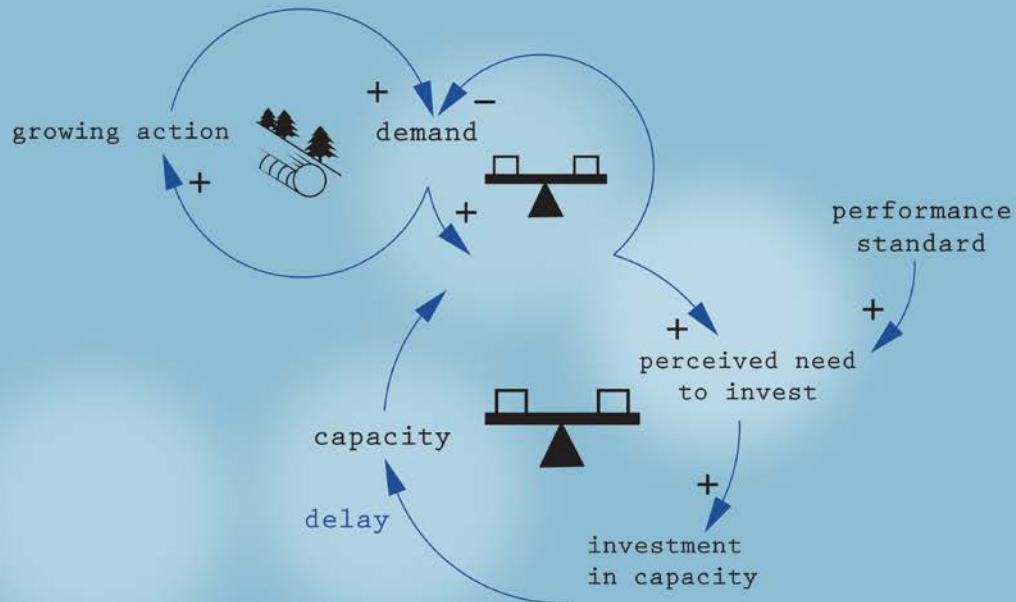 growing action
+
+
demand
−
+
performance
standard
+
+
perceived need
to invest
capacity
+
delay
investment
in capacity